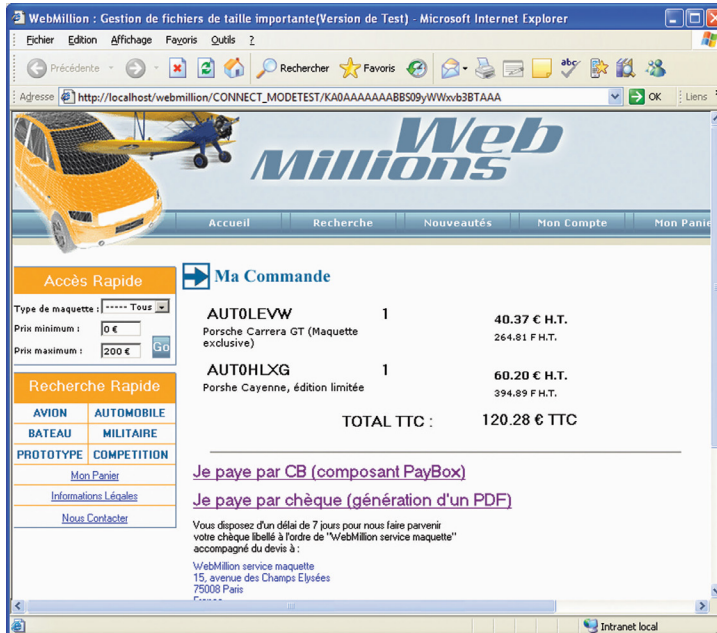 WebMillion : Gestion de fichiers de taille importante(Version de Test) - Microsoft Internet Explorer
Fichier Edition Affichage Favoris Outils ?
Précédente Rechercher Favoris
Adresse http://localhost/webmillion/CONNECT_MODETEST/KA0AAAAAAABBS09yWWxvb3BTAAA OK Liens
Web
Millions
Accueil Recherche Nouveautés Mon Compte Mon Panie
Accès Rapide
Type de maquette : ----- Tous
Prix minimum : 0 €
Prix maximum : 200 € Go
Recherche Rapide
AVION AUTOMOBILE
BATEAU MILITAIRE
PROTOTYPE COMPETITION
Mon Panier
Informations Légales
Nous Contacter
Ma Commande
AUT0LEVW 1 40.37 € H.T.
Porsche Carrera GT (Maquette exclusive) 264.81 F H.T.
AUT0HLXG 1 60.20 € H.T.
Porshe Cayenne, édition limitée 394.89 F H.T.
TOTAL TTC : 120.28 € TTC
Je paye par CB (composant PayBox)
Je paye par chèque (génération d'un PDF)
Vous disposez d'un délai de 7 jours pour nous faire parvenir
votre chèque libellé à l'ordre de "WebMillion service maquette"
accompagné du devis à :
WebMillion service maquette
15, avenue des Champs Elysées
75008 Paris
France
Intranet local